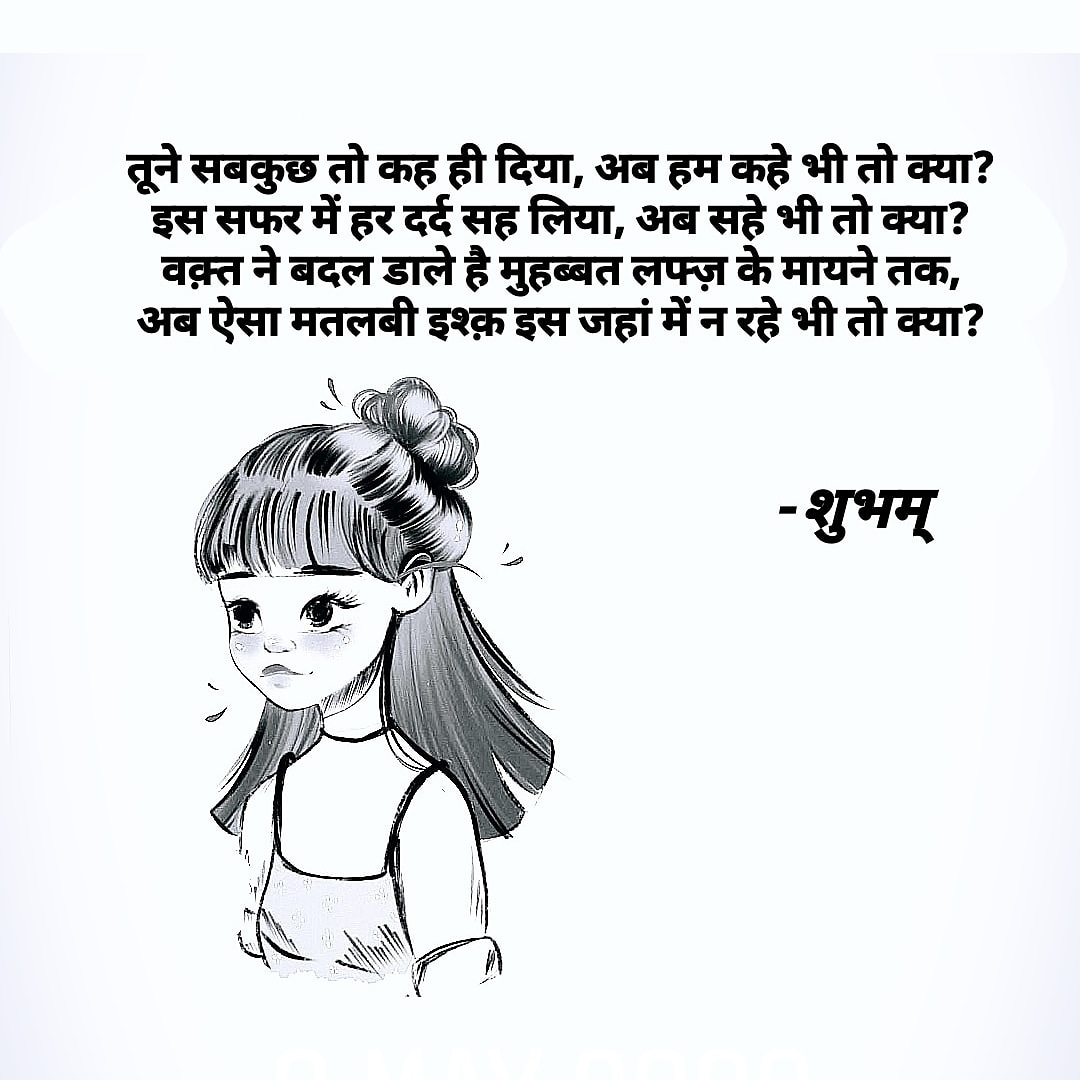 तूने सबकुछ तो कह ही दिया, अब हम कहे भी तो क्या?
इस सफर में हर दर्द सह लिया, अब सहे भी तो क्या?
वक़्त ने बदल डाले है मुहब्बत लफ्ज़ के मायने तक,
अब ऐसा मतलबी इश्क़ इस जहां में न रहे भी तो क्या?
-शुभम्